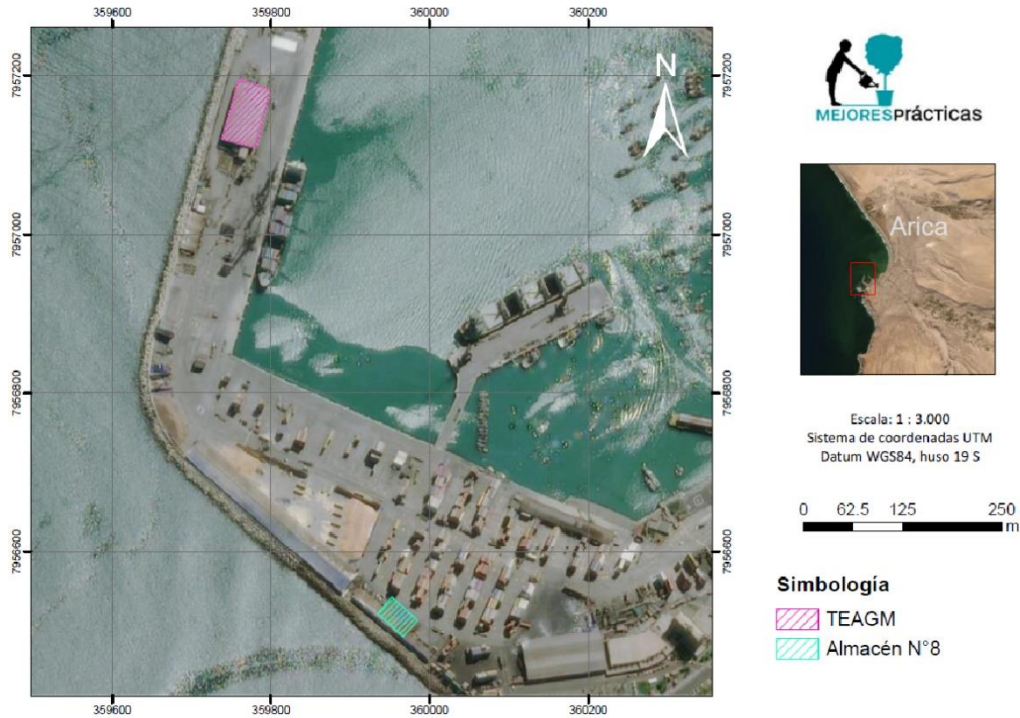 359600
359800
360000
360200
7957200
7957000
7956800
7956600
7957200
7957000
7956800
7956600
359600
359800
360000
360200
N
MEJORESPRÁCTICAS
Arica
Escala: 1 : 3.000
Sistema de coordenadas UTM
Datum WGS84, huso 19 S
0 62.5 125 250
m
Simbología
TEAGM
Almacén N°8